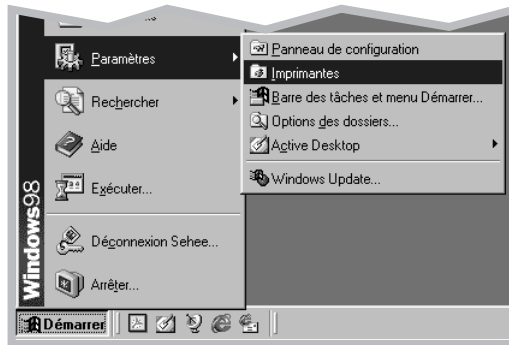 Paramètres
Rechercher
Aide
Exécuter...
Déconnexion Sehee...
Arrêter...
Panneau de configuration
Imprimantes
Barre des tâches et menu Démarrer...
Options des dossiers...
Active Desktop
Windows Update...
Windows98
Démarrer